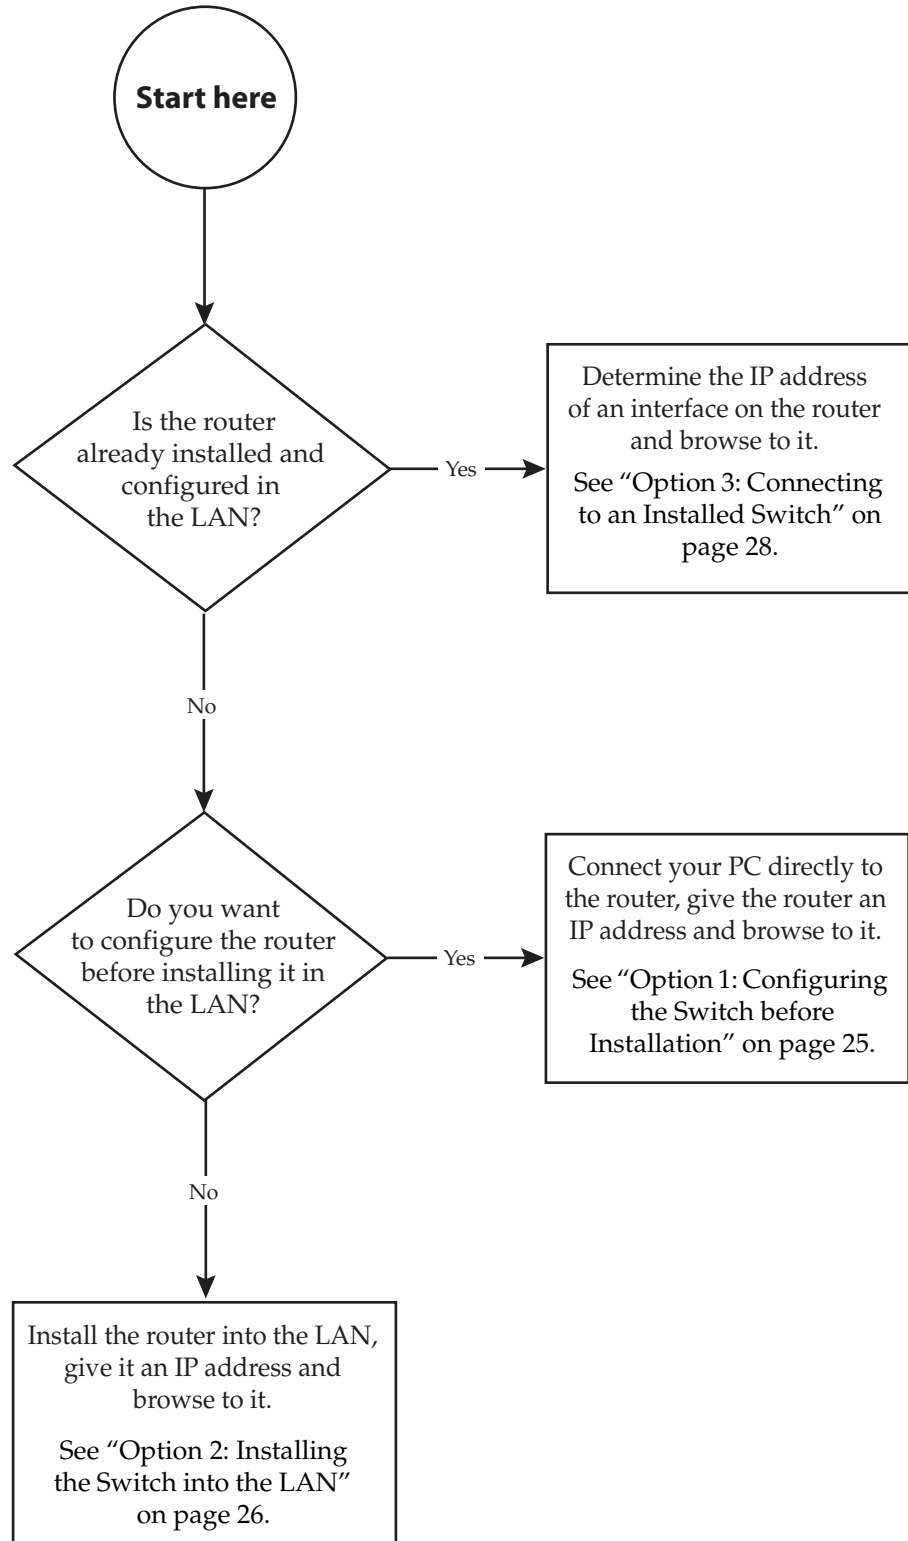 Start here
Is the router
already installed and
configured in
the LAN?
Yes
Determine the IP address
of an interface on the router
and browse to it.
See “Option 3: Connecting
to an Installed Switch” on
page 28.
No
Do you want
to configure the router
before installing it in
the LAN?
Yes
Connect your PC directly to
the router, give the router an
IP address and browse to it.
See “Option 1: Configuring
the Switch before
Installation” on page 25.
No
Install the router into the LAN,
give it an IP address and
browse to it.
See “Option 2: Installing
the Switch into the LAN”
on page 26.